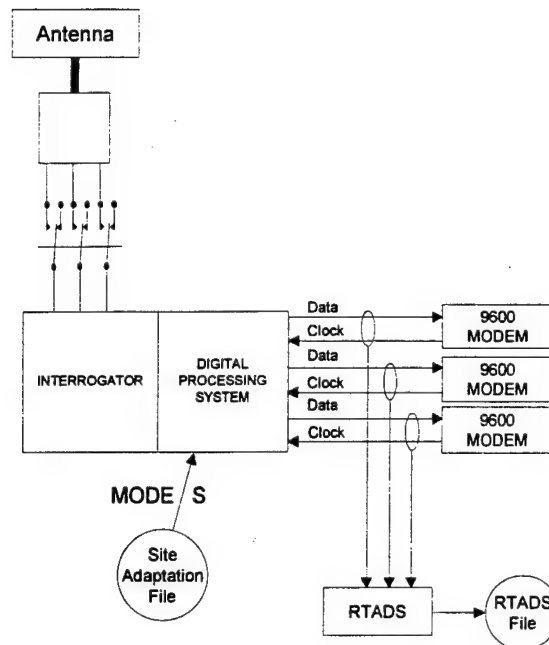 Antenna
Data
9600
MODEM
Clock
INTERROGATOR
DIGITAL
PROCESSING
SYSTEM
Data
9600
MODEM
Clock
Data
9600
MODEM
Clock
MODE S
Site
Adaptation
File
RTADS
RTADS
File